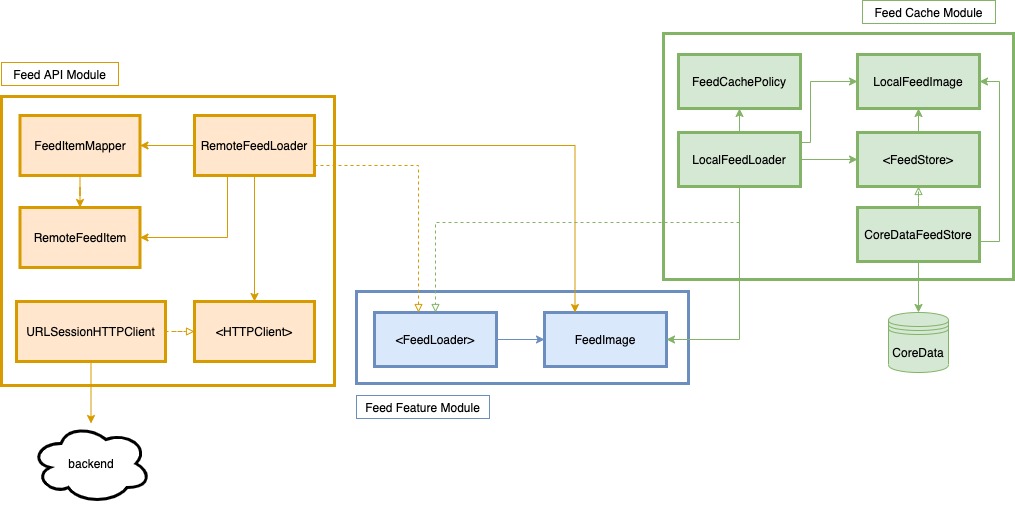 Feed Cache Module
Feed API Module
FeedCachePolicy
LocalFeedImage
FeedItemMapper
RemoteFeedLoader
LocalFeedLoader
<FeedStore>
RemoteFeedItem
CoreDataFeedStore
URLSessionHTTPClient
<HTTPClient>
<FeedLoader>
FeedImage
CoreData
Feed Feature Module
backend